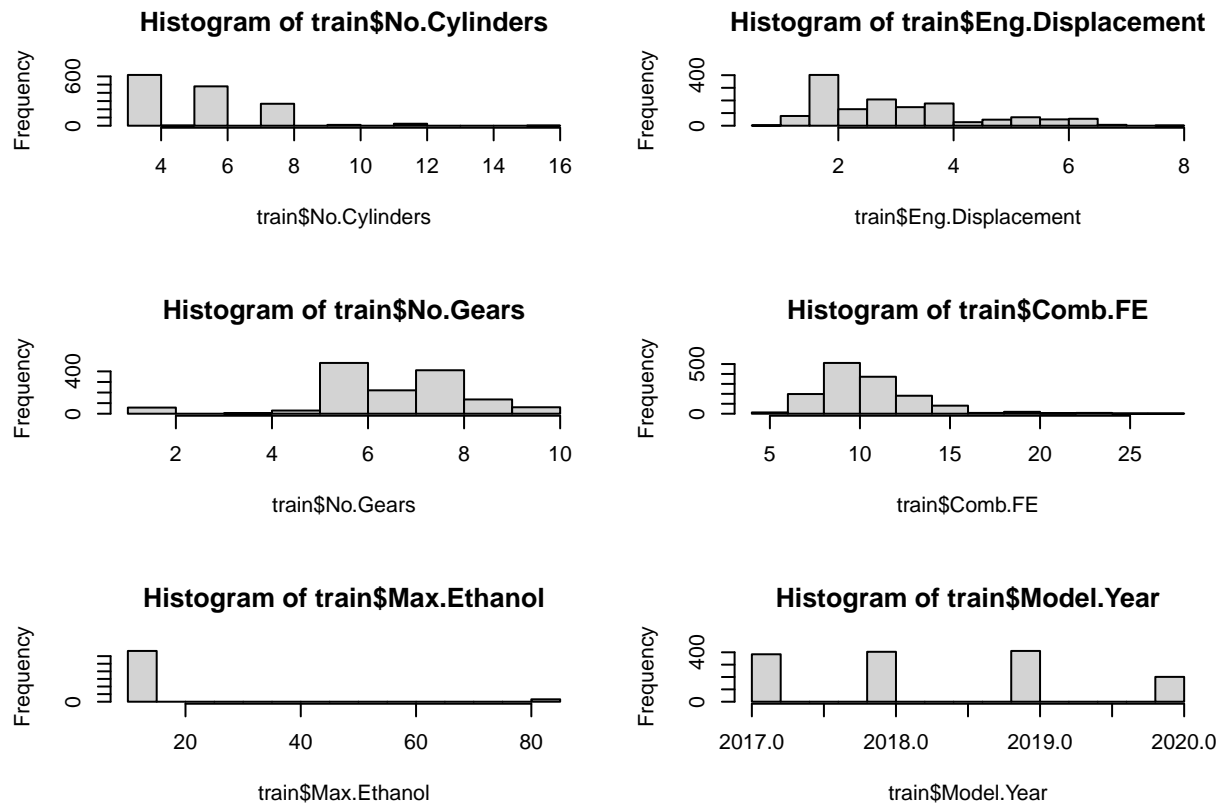 Histogram of train$No.Cylinders
Frequency
0 600
4 6 8 10 12 14 16
train$No.Cylinders
Histogram of train$Eng.Displacement
Frequency
0 400
2 4 6 8
train$Eng.Displacement
Histogram of train$No.Gears
Frequency
0 400
2 4 6 8 10
train$No.Gears
Histogram of train$Comb.FE
Frequency
0 500
5 10 15 20 25
train$Comb.FE
Histogram of train$Max.Ethanol
Frequency
0
20 40 60 80
train$Max.Ethanol
Histogram of train$Model.Year
Frequency
0 400
2017.0 2018.0 2019.0 2020.0
train$Model.Year